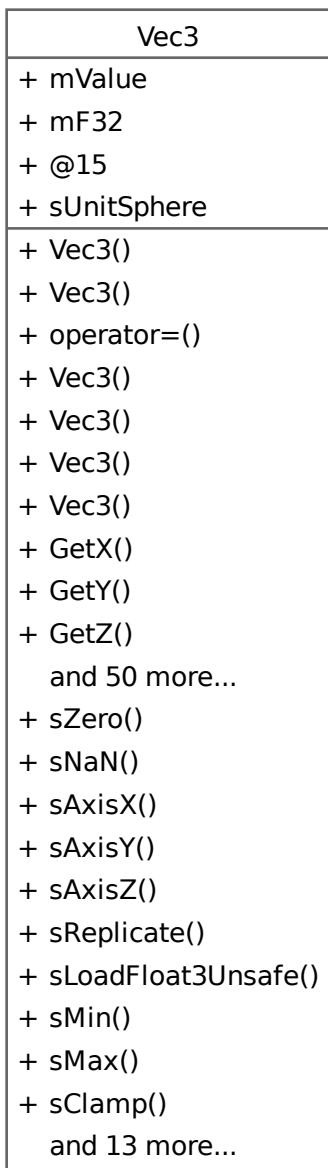 Vec3
+ mValue
+ mF32
+ @15
+ sUnitSphere
+ Vec3()
+ Vec3()
+ operator=()
+ Vec3()
+ Vec3()
+ Vec3()
+ Vec3()
+ GetX()
+ GetY()
+ GetZ()
and 50 more...
+ sZero()
+ sNaN()
+ sAxisX()
+ sAxisY()
+ sAxisZ()
+ sReplicate()
+ sLoadFloat3Unsafe()
+ sMin()
+ sMax()
+ sClamp()
and 13 more...